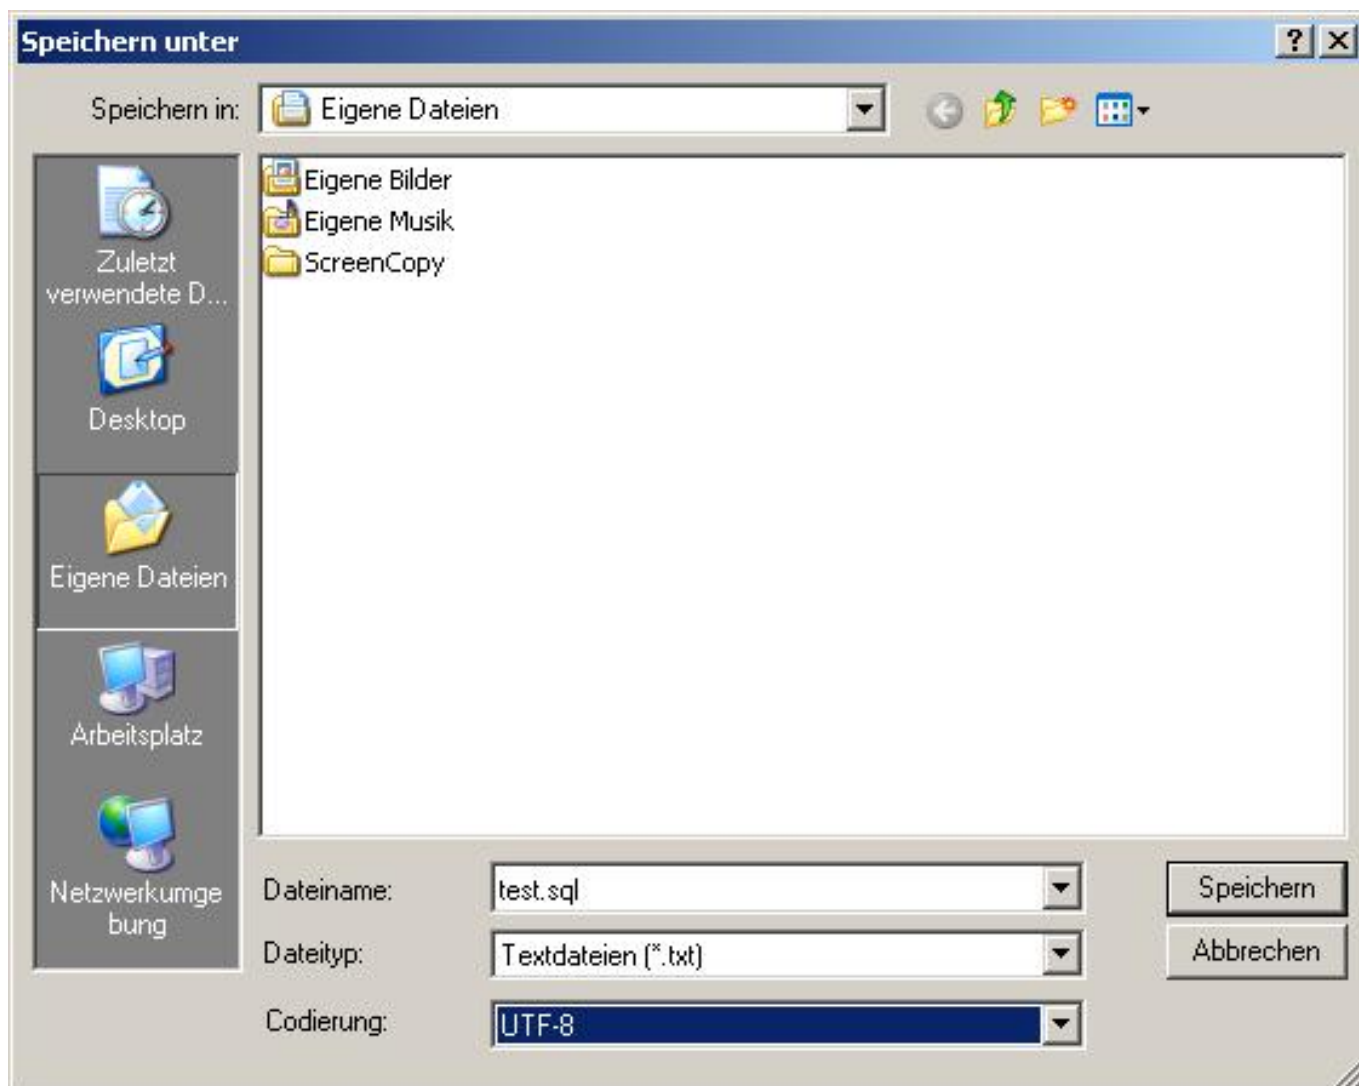 Speichern unter
Speichern in:
Eigene Dateien
Zuletzt
verwendete D...
Desktop
Eigene Dateien
Arbeitsplatz
Netzwerkumge
bung
Eigene Bilder
Eigene Musik
ScreenCopy
Dateiname:
test.sql
Speichern
Dateityp:
Textdateien (*.txt)
Abbrechen
Codierung:
UTF-8